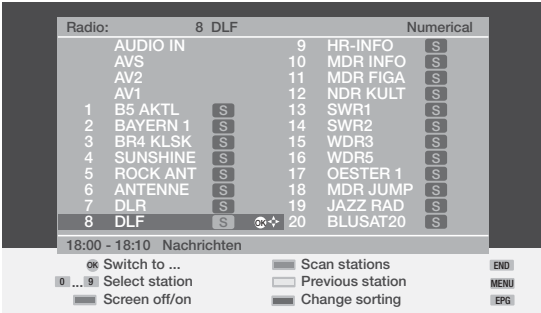 Radio: 8 DLF Numerical
AUDIO IN
AVS
AV2
AV1
1 B5 AKTL S
2 BAYERN 1 S
3 BR4 KLSK S
4 SUNSHINE S
5 ROCK ANT S
6 ANTENNE S
7 DLR S
8 DLF S OK
9 HR-INFO S
10 MDR INFO S
11 MDR FIGA S
12 NDR KULT S
13 SWR1 S
14 SWR2 S
15 WDR3 S
16 WDR5 S
17 OESTER 1 S
18 MDR JUMP S
19 JAZZ RAD S
20 BLUSAT20 S
18:00 - 18:10 Nachrichten
OK Switch to ... Scan stations END
0 ... 9 Select station Previous station MENU
Screen off/on Change sorting EPG